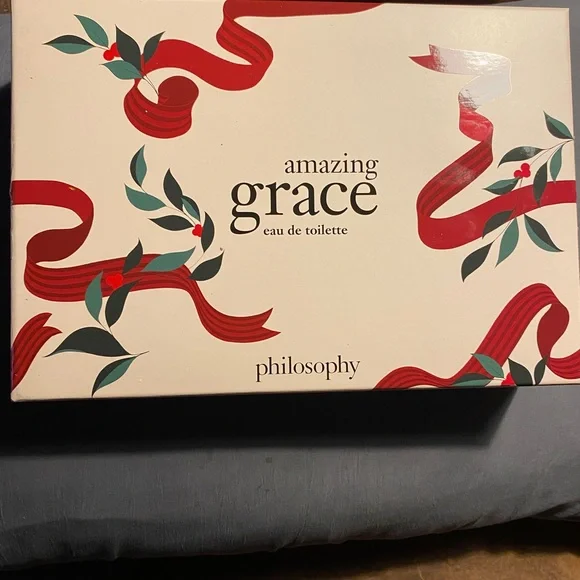 amazing
grace
eau de toilette
philosophy